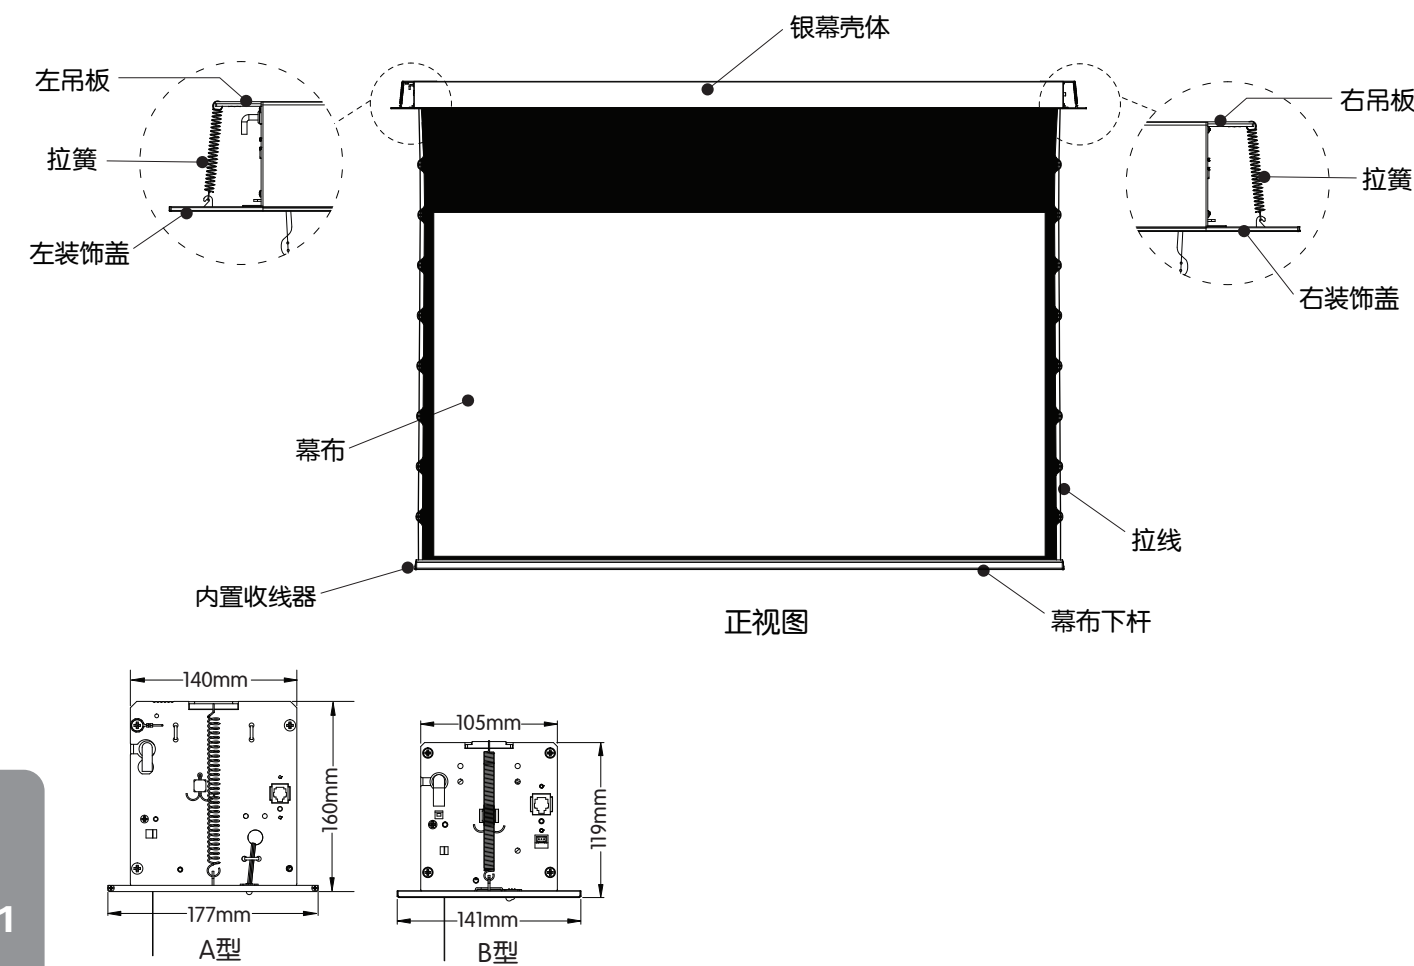 银幕壳体
左吊板
右吊板
拉簧
拉簧
左装饰盖
右装饰盖
幕布
拉线
内置收线器
幕布下杆
正视图
140mm
105mm
160mm
119mm
177mm
141mm
A型
B型
1